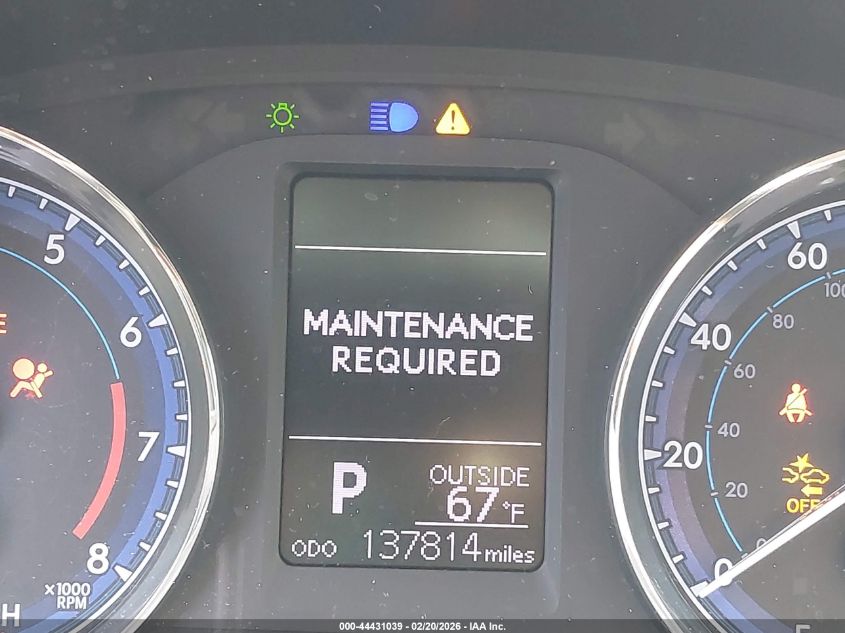 5
6
7
8
×1000
RPM
H
MAINTENANCE
REQUIRED
P
OUTSIDE
67°F
ODO 137814 miles
60
40
20
0
100
80
60
40
20
0
OFF
000-44431039 - 02/20/2026 - IAA Inc.